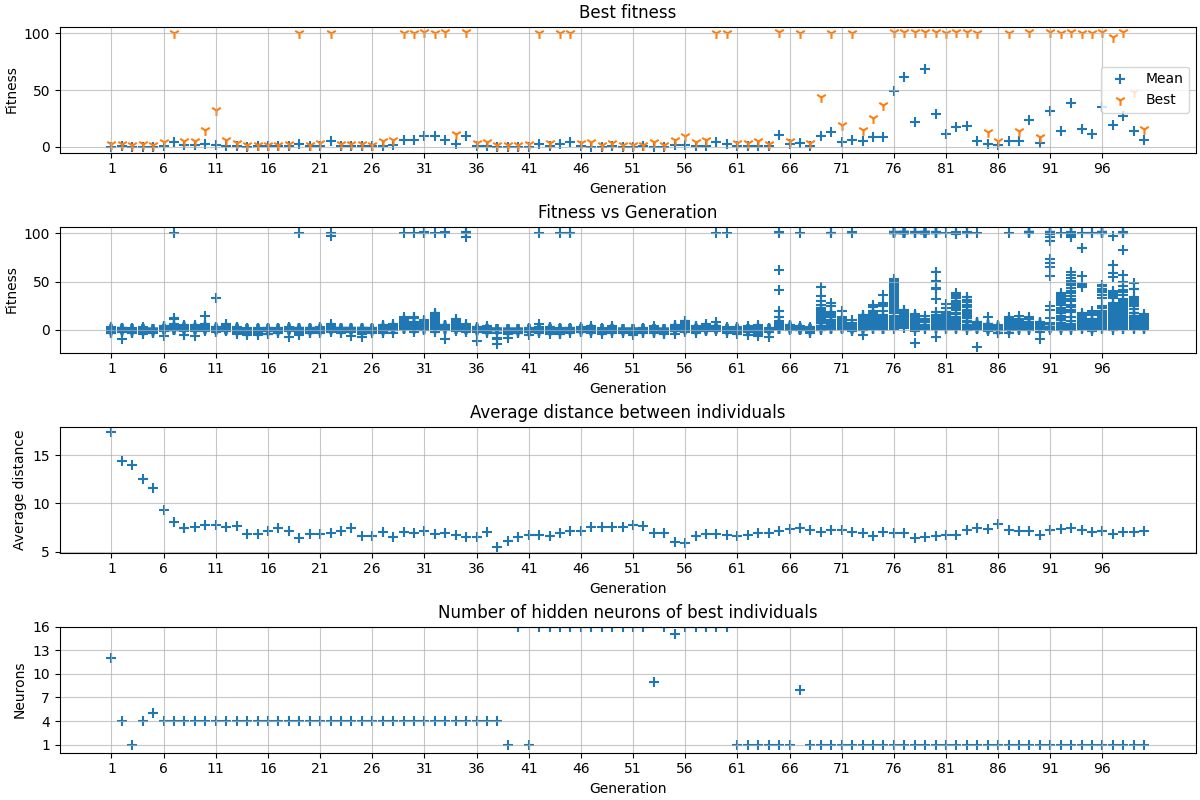 Best fitness
100
50
0
Fitness
Mean
Best
1 6 11 16 21 26 31 36 41 46 51 56 61 66 71 76 81 86 91 96
Generation
Fitness vs Generation
100
50
0
Fitness
1 6 11 16 21 26 31 36 41 46 51 56 61 66 71 76 81 86 91 96
Generation
Average distance between individuals
15
10
5
Average distance
1 6 11 16 21 26 31 36 41 46 51 56 61 66 71 76 81 86 91 96
Generation
Number of hidden neurons of best individuals
16
13
10
7
4
1
Neurons
1 6 11 16 21 26 31 36 41 46 51 56 61 66 71 76 81 86 91 96
Generation